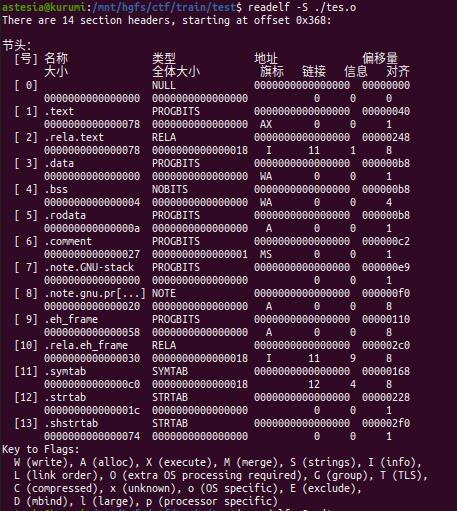 astesia@kurumi:/mnt/hgfs/ctf/train/test$ readelf -S ./tes.o
There are 14 section headers, starting at offset 0x368:
节头:
[号] 名称 类型 地址 偏移量
大小 全体大小 旗标 链接 信息 对齐
[ 0] NULL 0000000000000000 00000000
0000000000000000 0000000000000000 0 0 0
[ 1] .text PROGBITS 0000000000000000 00000040
0000000000000078 0000000000000000 AX 0 0 1
[ 2] .rela.text RELA 0000000000000000 00000248
0000000000000078 0000000000000018 I 11 1 8
[ 3] .data PROGBITS 0000000000000000 000000b8
0000000000000000 0000000000000000 WA 0 0 1
[ 4] .bss NOBITS 0000000000000000 000000b8
0000000000000004 0000000000000000 WA 0 0 4
[ 5] .rodata PROGBITS 0000000000000000 000000b8
000000000000000a 0000000000000000 A 0 0 1
[ 6] .comment PROGBITS 0000000000000000 000000c2
0000000000000027 0000000000000001 MS 0 0 1
[ 7] .note.GNU-stack PROGBITS 0000000000000000 000000e9
0000000000000000 0000000000000000 0 0 1
[ 8] .note.gnu.pr[...] NOTE 0000000000000000 000000f0
0000000000000020 0000000000000000 A 0 0 8
[ 9] .eh_frame PROGBITS 0000000000000000 00000110
0000000000000058 0000000000000000 A 0 0 8
[10] .rela.eh_frame RELA 0000000000000000 000002c0
0000000000000030 0000000000000018 I 11 9 8
[11] .symtab SYMTAB 0000000000000000 00000168
00000000000000c0 0000000000000018 12 4 8
[12] .strtab STRTAB 0000000000000000 00000228
000000000000001c 0000000000000000 0 0 1
[13] .shstrtab STRTAB 0000000000000000 000002f0
0000000000000074 0000000000000000 0 0 1
Key to Flags:
W (write), A (alloc), X (execute), M (merge), S (strings), I (info),
L (link order), O (extra OS processing required), G (group), T (TLS),
C (compressed), x (unknown), o (OS specific), E (exclude),
D (mbind), l (large), p (processor specific)